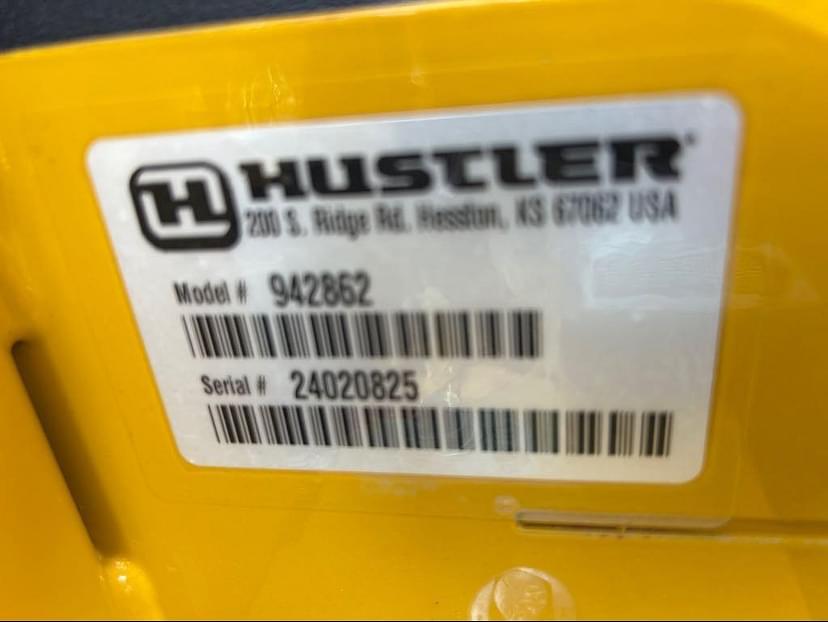 H HUSTLER
200 S. Ridge Rd. Hesston, KS 67062 USA
Model # 942862
Serial # 24020825